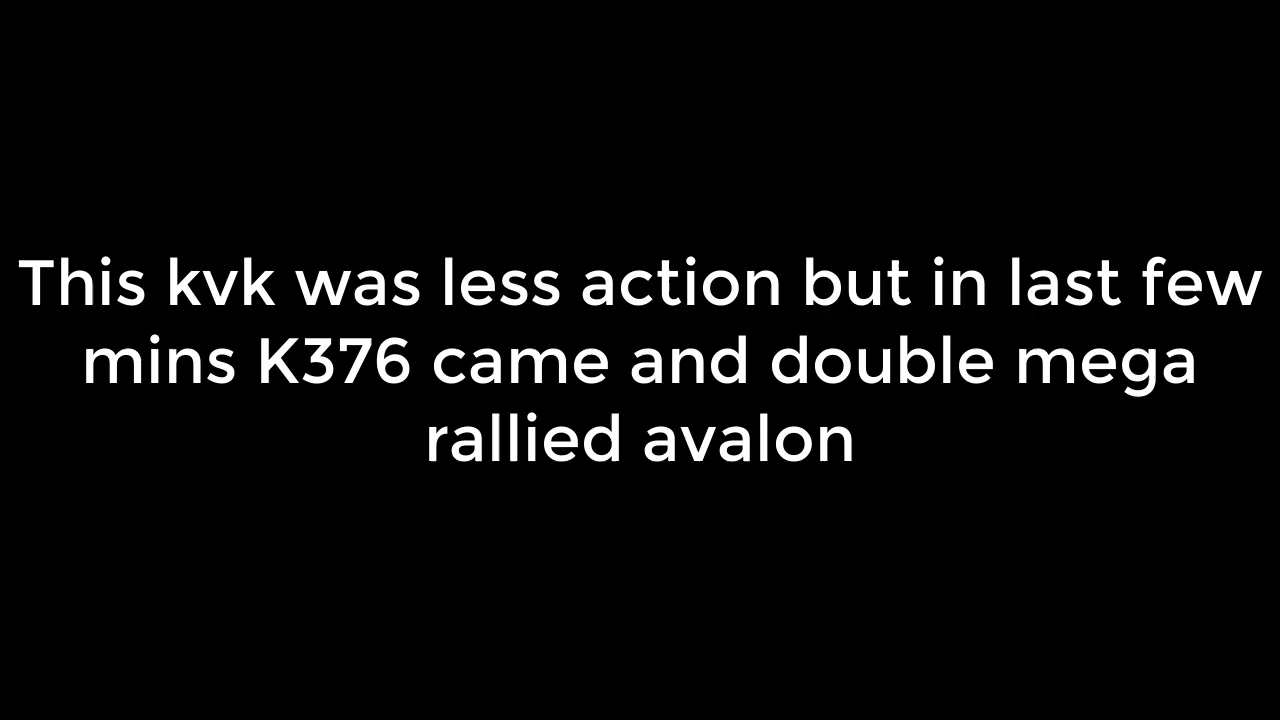 This kvk was less action but in last few
mins K376 came and double mega
rallied avalon